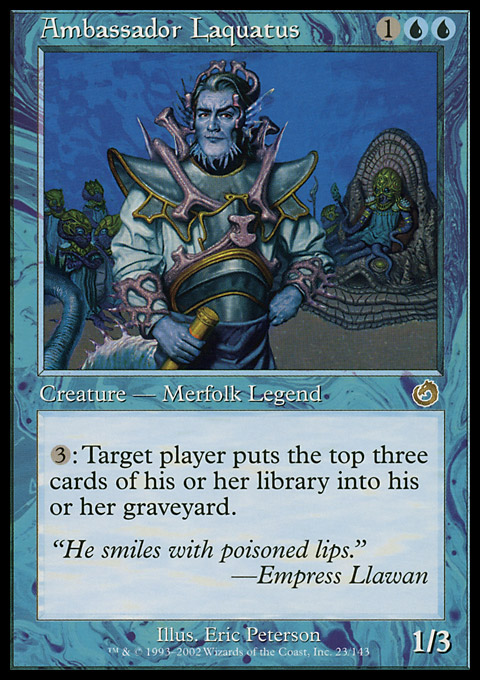 Ambassador Laquatus 1
Creature — Merfolk Legend
3: Target player puts the top three
cards of his or her library into his
or her graveyard.
“He smiles with poisoned lips.”
—Empress Llawan
Illus. Eric Peterson
™ & © 1993–2002 Wizards of the Coast, Inc. 23/143
1/3